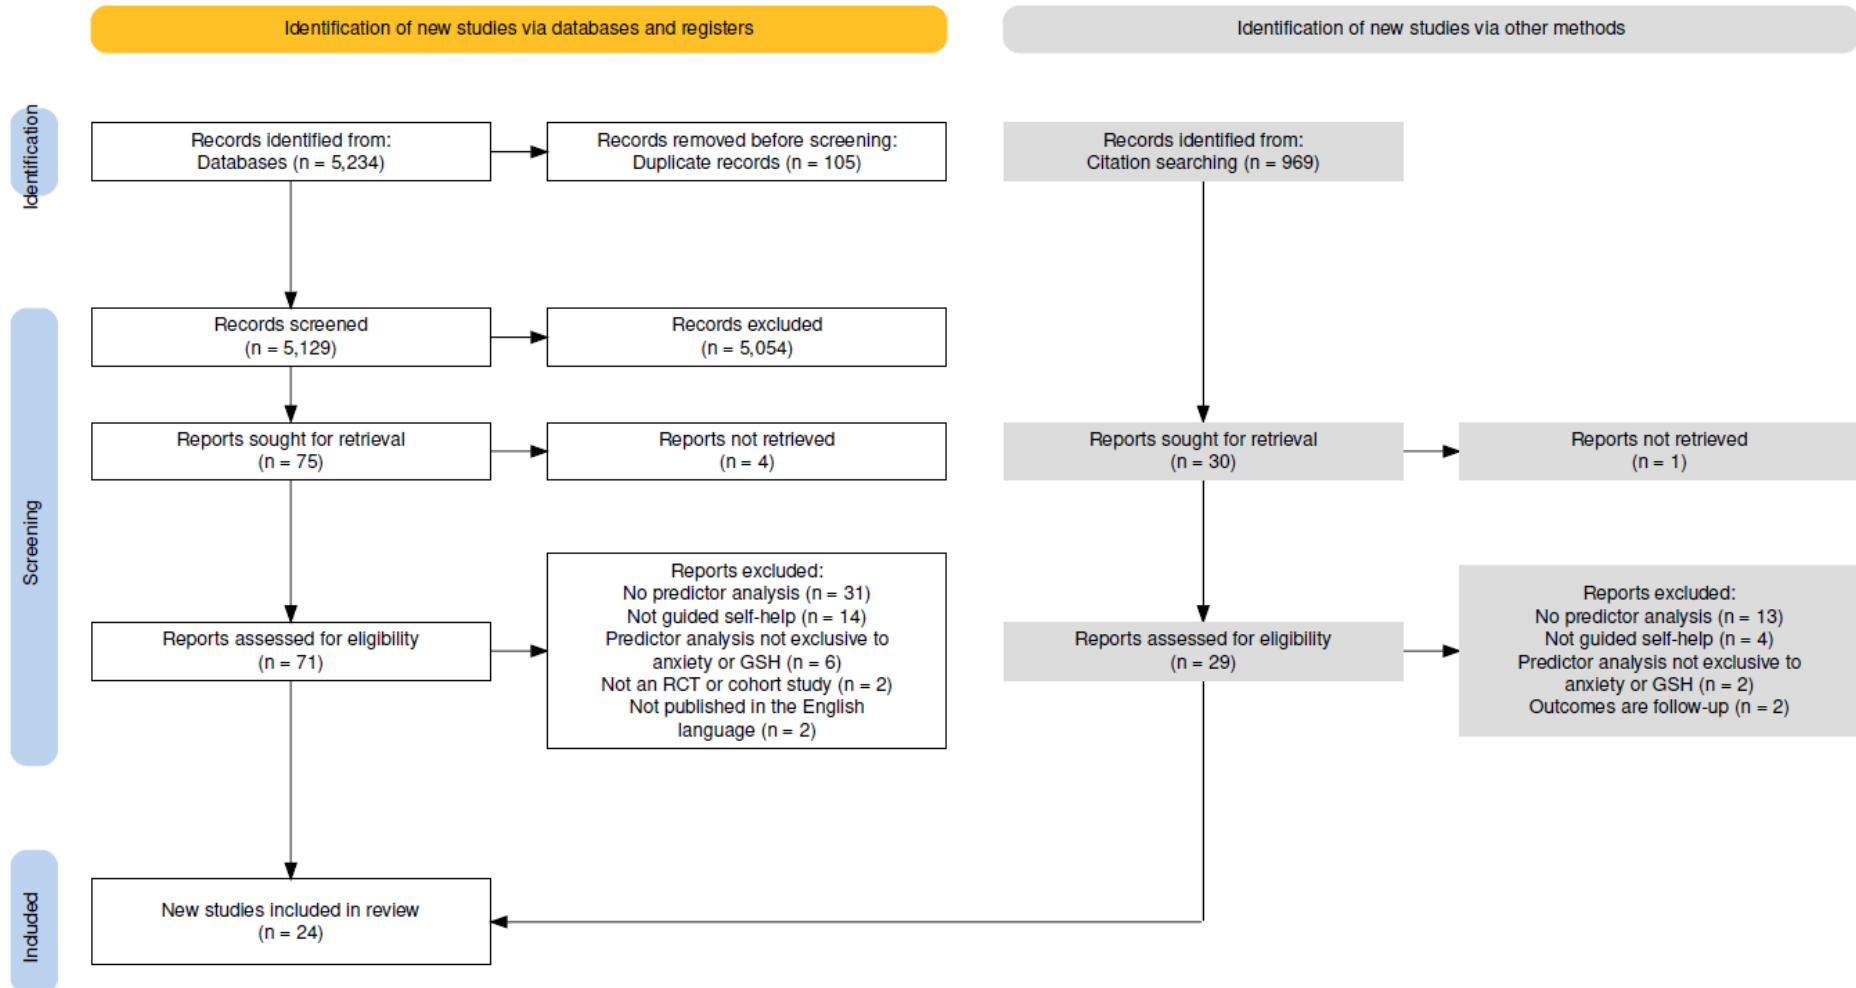 Identification of new studies via databases and registers
Identification of new studies via other methods
Identification
Records identified from:
Databases (n = 5,234)
Records removed before screening:
Duplicate records (n = 105)
Records identified from:
Citation searching (n = 969)
Screening
Records screened
(n = 5,129)
Records excluded
(n = 5,054)
Reports sought for retrieval
(n = 75)
Reports not retrieved
(n = 4)
Reports sought for retrieval
(n = 30)
Reports not retrieved
(n = 1)
Reports assessed for eligibility
(n = 71)
Reports excluded:
No predictor analysis (n = 31)
Not guided self-help (n = 14)
Predictor analysis not exclusive to
anxiety or GSH (n = 6)
Not an RCT or cohort study (n = 2)
Not published in the English
language (n = 2)
Reports assessed for eligibility
(n = 29)
Reports excluded:
No predictor analysis (n = 13)
Not guided self-help (n = 4)
Predictor analysis not exclusive to
anxiety or GSH (n = 2)
Outcomes are follow-up (n = 2)
Included
New studies included in review
(n = 24)